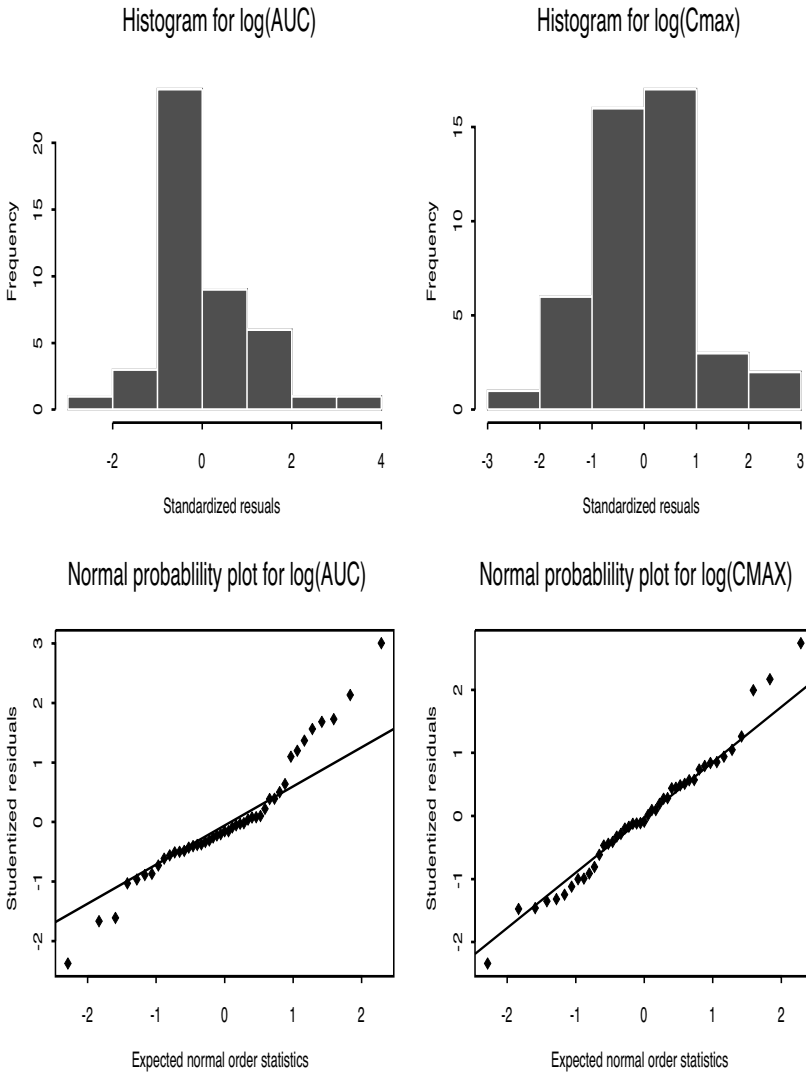 Histogram for log(AUC)
Frequency
0 5 10 15 20
-2 0 2 4
Standardized resuals
Histogram for log(Cmax)
Frequency
0 5 10 15
-3 -2 -1 0 1 2 3
Standardized resuals
Normal probablility plot for log(AUC)
Studentized residuals
-2 -1 0 1 2 3
-2 -1 0 1 2
Expected normal order statistics
Normal probablility plot for log(CMAX)
Studentized residuals
-2 -1 0 1 2
-2 -1 0 1 2
Expected normal order statistics